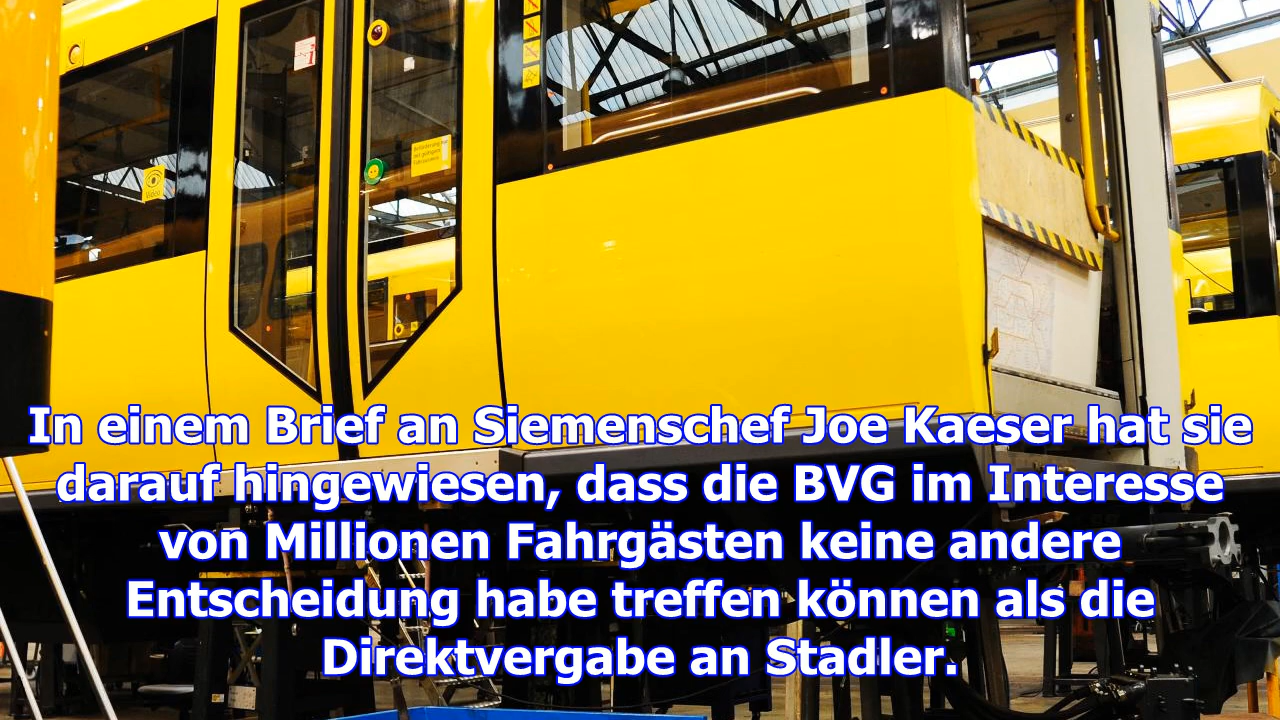 Video
In einem Brief an Siemenschef Joe Kaeser hat sie
darauf hingewiesen, dass die BVG im Interesse
von Millionen Fahrgästen keine andere
Entscheidung habe treffen können als die
Direktvergabe an Stadler.